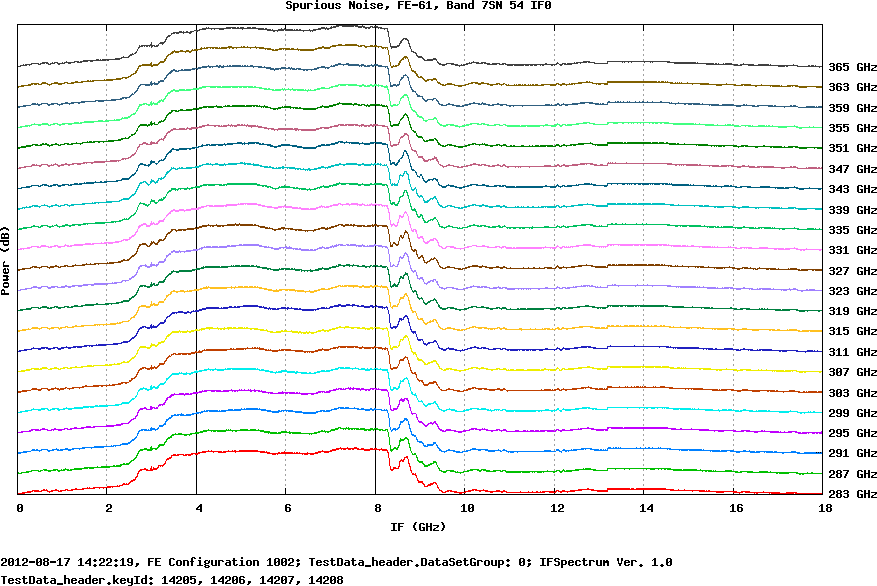 Spurious Noise, FE-61, Band 7SN 54 IF0
Power (dB)
365 GHz
363 GHz
359 GHz
355 GHz
351 GHz
347 GHz
343 GHz
339 GHz
335 GHz
331 GHz
327 GHz
323 GHz
319 GHz
315 GHz
311 GHz
307 GHz
303 GHz
299 GHz
295 GHz
291 GHz
287 GHz
283 GHz
0 2 4 6 8 10 12 14 16 18
IF (GHz)
2012-08-17 14:22:19, FE Configuration 1002; TestData_header.DataSetGroup: 0; IFSpectrum Ver. 1.0
TestData_header.keyId: 14205, 14206, 14207, 14208